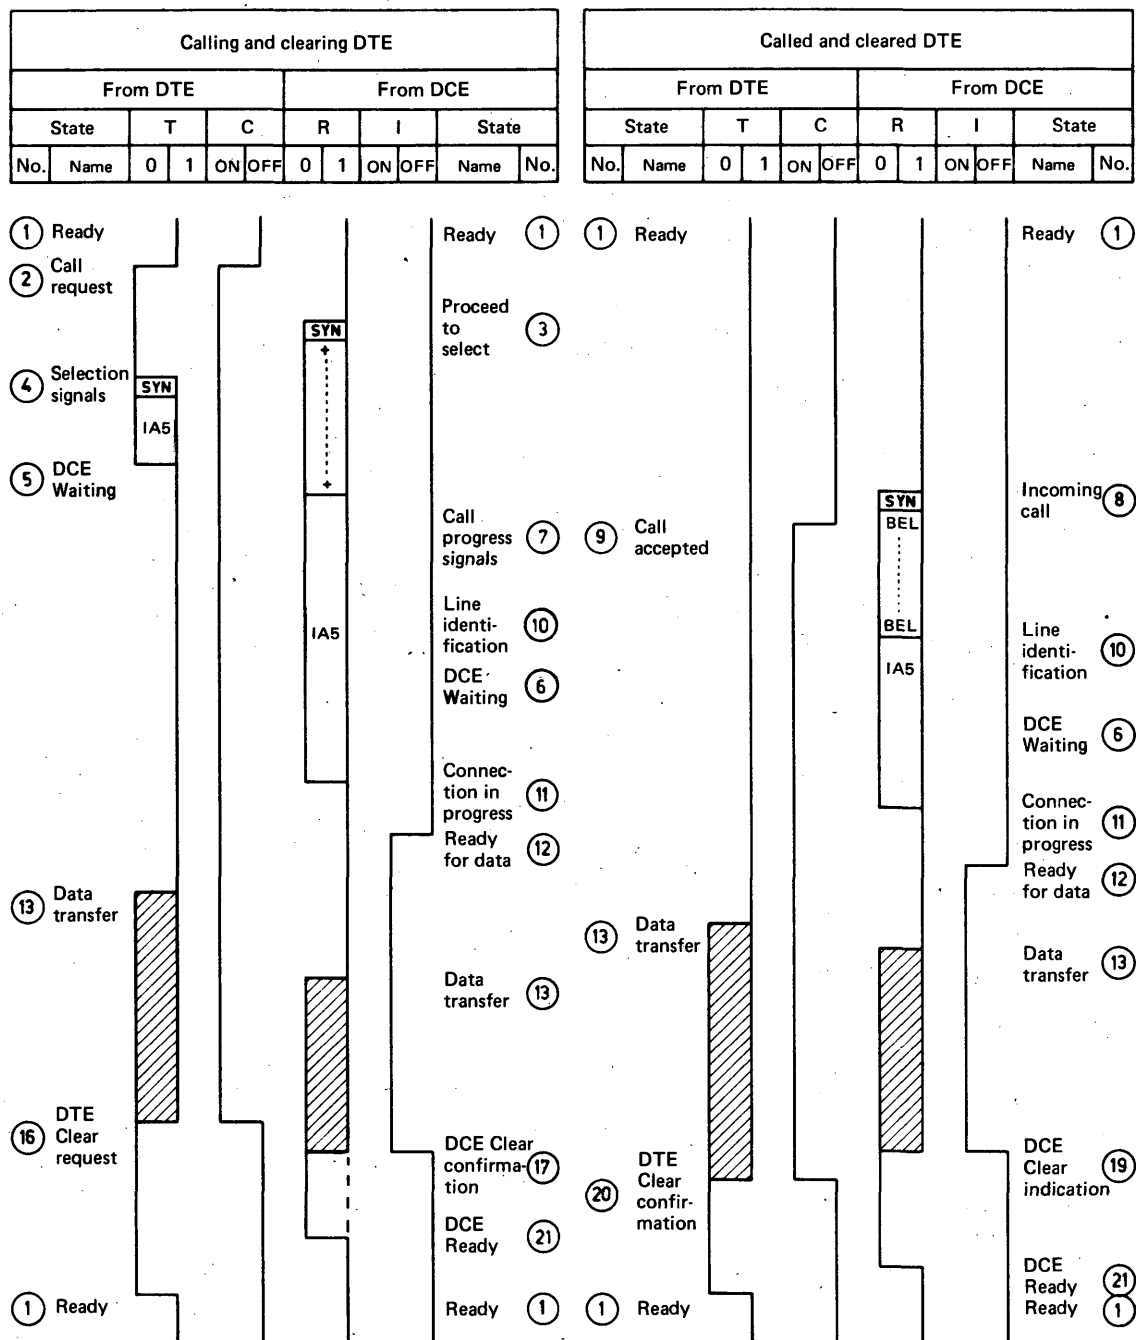 Calling and clearing DTE
From DTE From DCE
State T C R I State
No. Name 0 1 ON OFF 0 1 ON OFF Name No.
1 Ready
2 Call
request
4 Selection
signals
SYN
IA5
5 DCE
Waiting
13 Data
transfer
16 DTE
Clear
request
1 Ready
SYN
+
+
IA5
Ready 1
Proceed
to
select 3
Call
progress
signals 7
Line
identi-
fication 10
DCE
Waiting 6
Connec-
tion in
progress 11
Ready
for data 12
Data
transfer 13
DCE Clear
confirma-
tion 17
DCE
Ready 21
Ready 1
Called and cleared DTE
From DTE From DCE
State T C R I State
No. Name 0 1 ON OFF 0 1 ON OFF Name No.
1 Ready
9 Call
accepted
13 Data
transfer
20 DTE
Clear
confir-
mation
1 Ready
SYN
BEL
BEL
IA5
Ready 1
Incoming
call 8
Line
identi-
fication 10
DCE
Waiting 6
Connec-
tion in
progress 11
Ready
for data 12
Data
transfer 13
DCE
Clear
indication 19
DCE
Ready 21
Ready 1